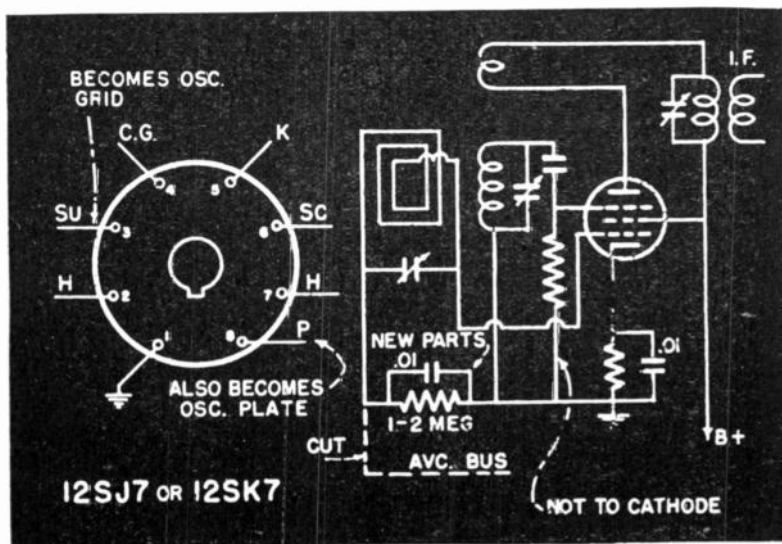 BECOMES OSC.
GRID
C.G.
K
4
5
SU
3
6
SC
H
2
7
H
1
8
P
ALSO BECOMES
OSC. PLATE
12SJ7 OR 12SK7
I.F.
NEW PARTS
.01
.01
1-2 MEG
CUT
AVC. BUS
B+
NOT TO CATHODE